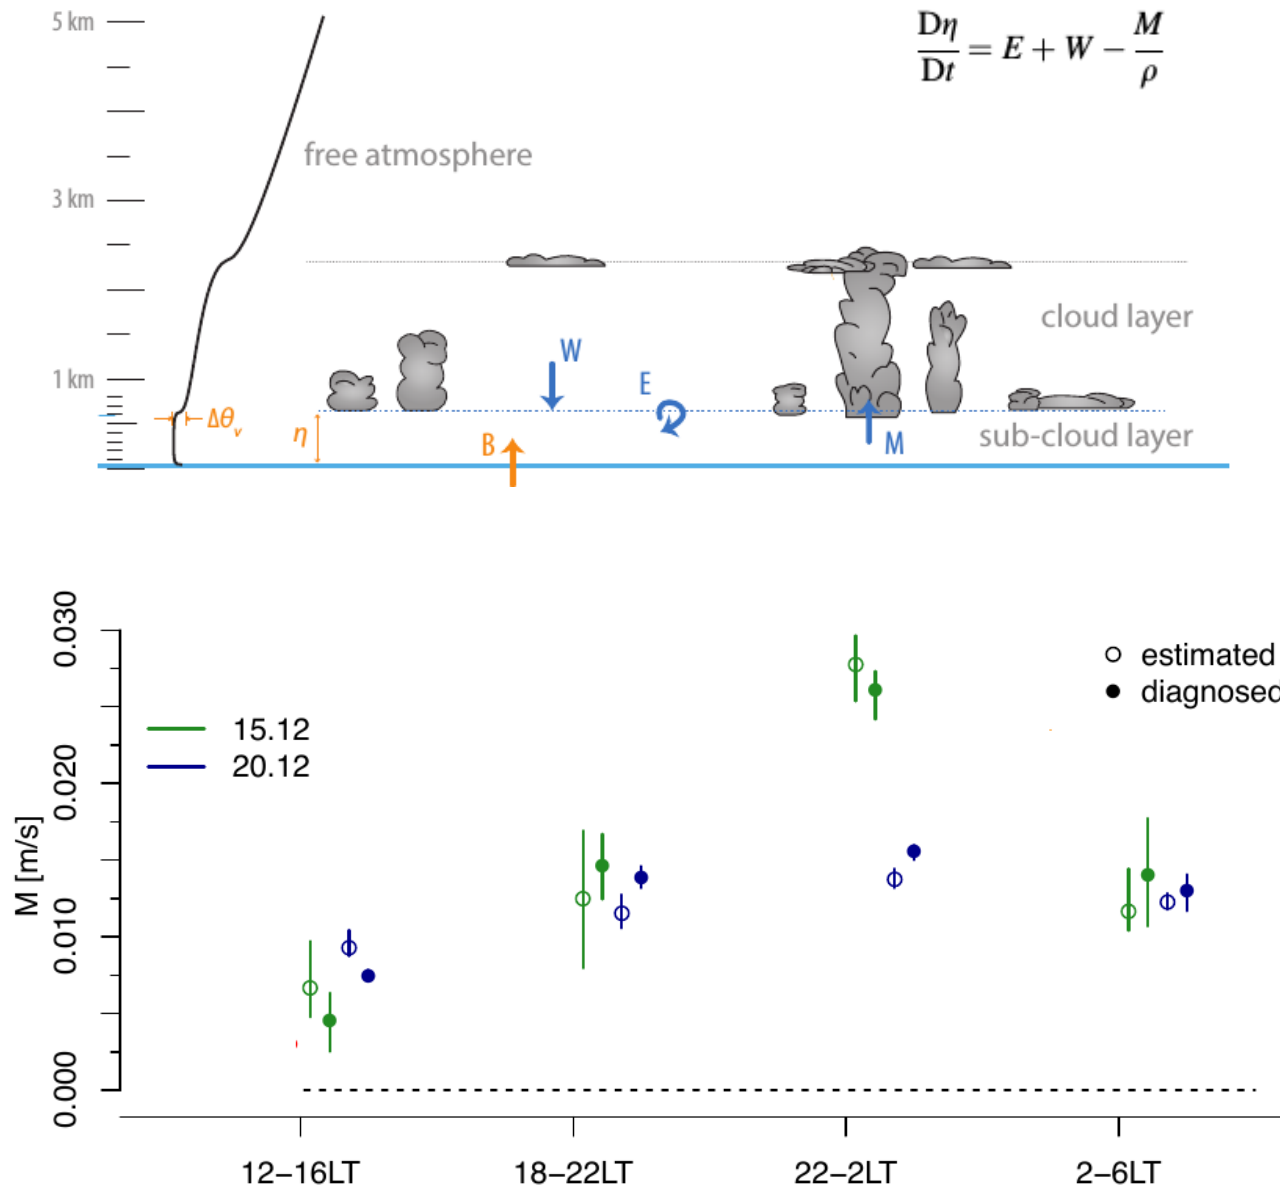 5 km
Dη/Dt = E + W − M/ρ
free atmosphere
3 km
cloud layer
W
1 km
E
Δθᵥ
η
B
M
sub-cloud layer
0.030
estimated
diagnosed
15.12
20.12
0.020
M [m/s]
0.010
0.000
12−16LT 18−22LT 22−2LT 2−6LT